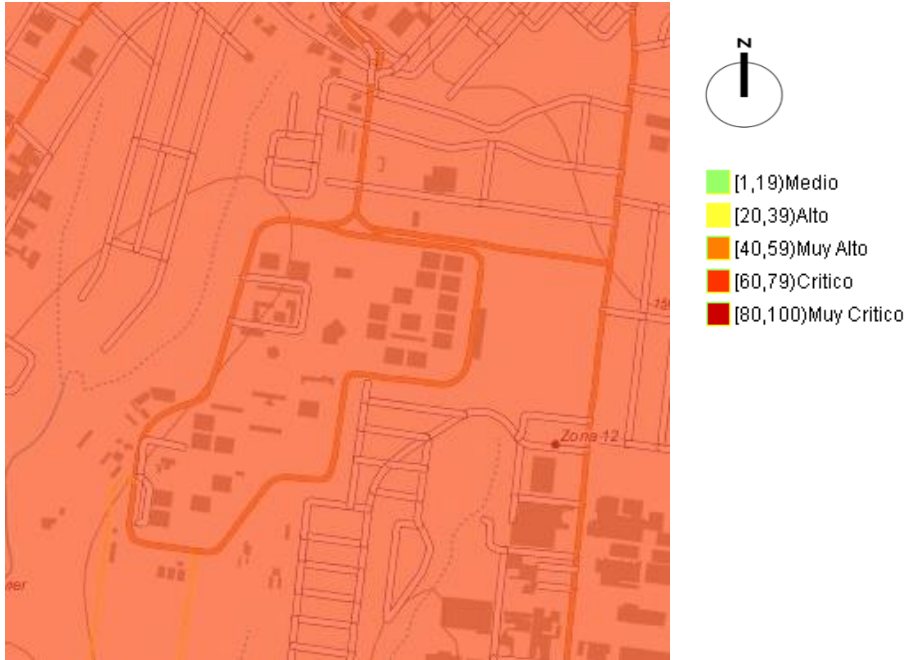 N
[1,19)Medio
[20,39)Alto
[40,59)Muy Alto
[60,79)Critico
[80,100)Muy Critico
Zona 12